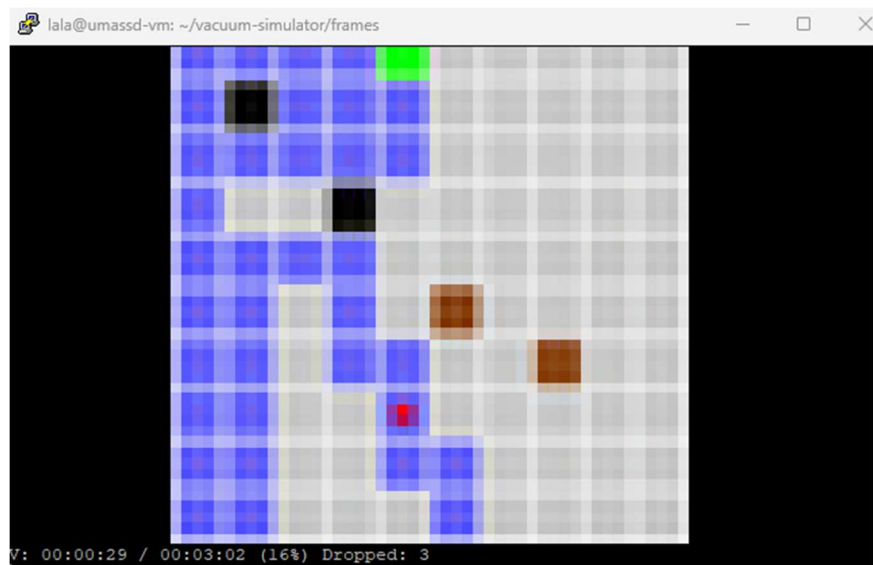 lala@umassd-vm: ~/vacuum-simulator/frames
V: 00:00:29 / 00:03:02 (16%) Dropped: 3